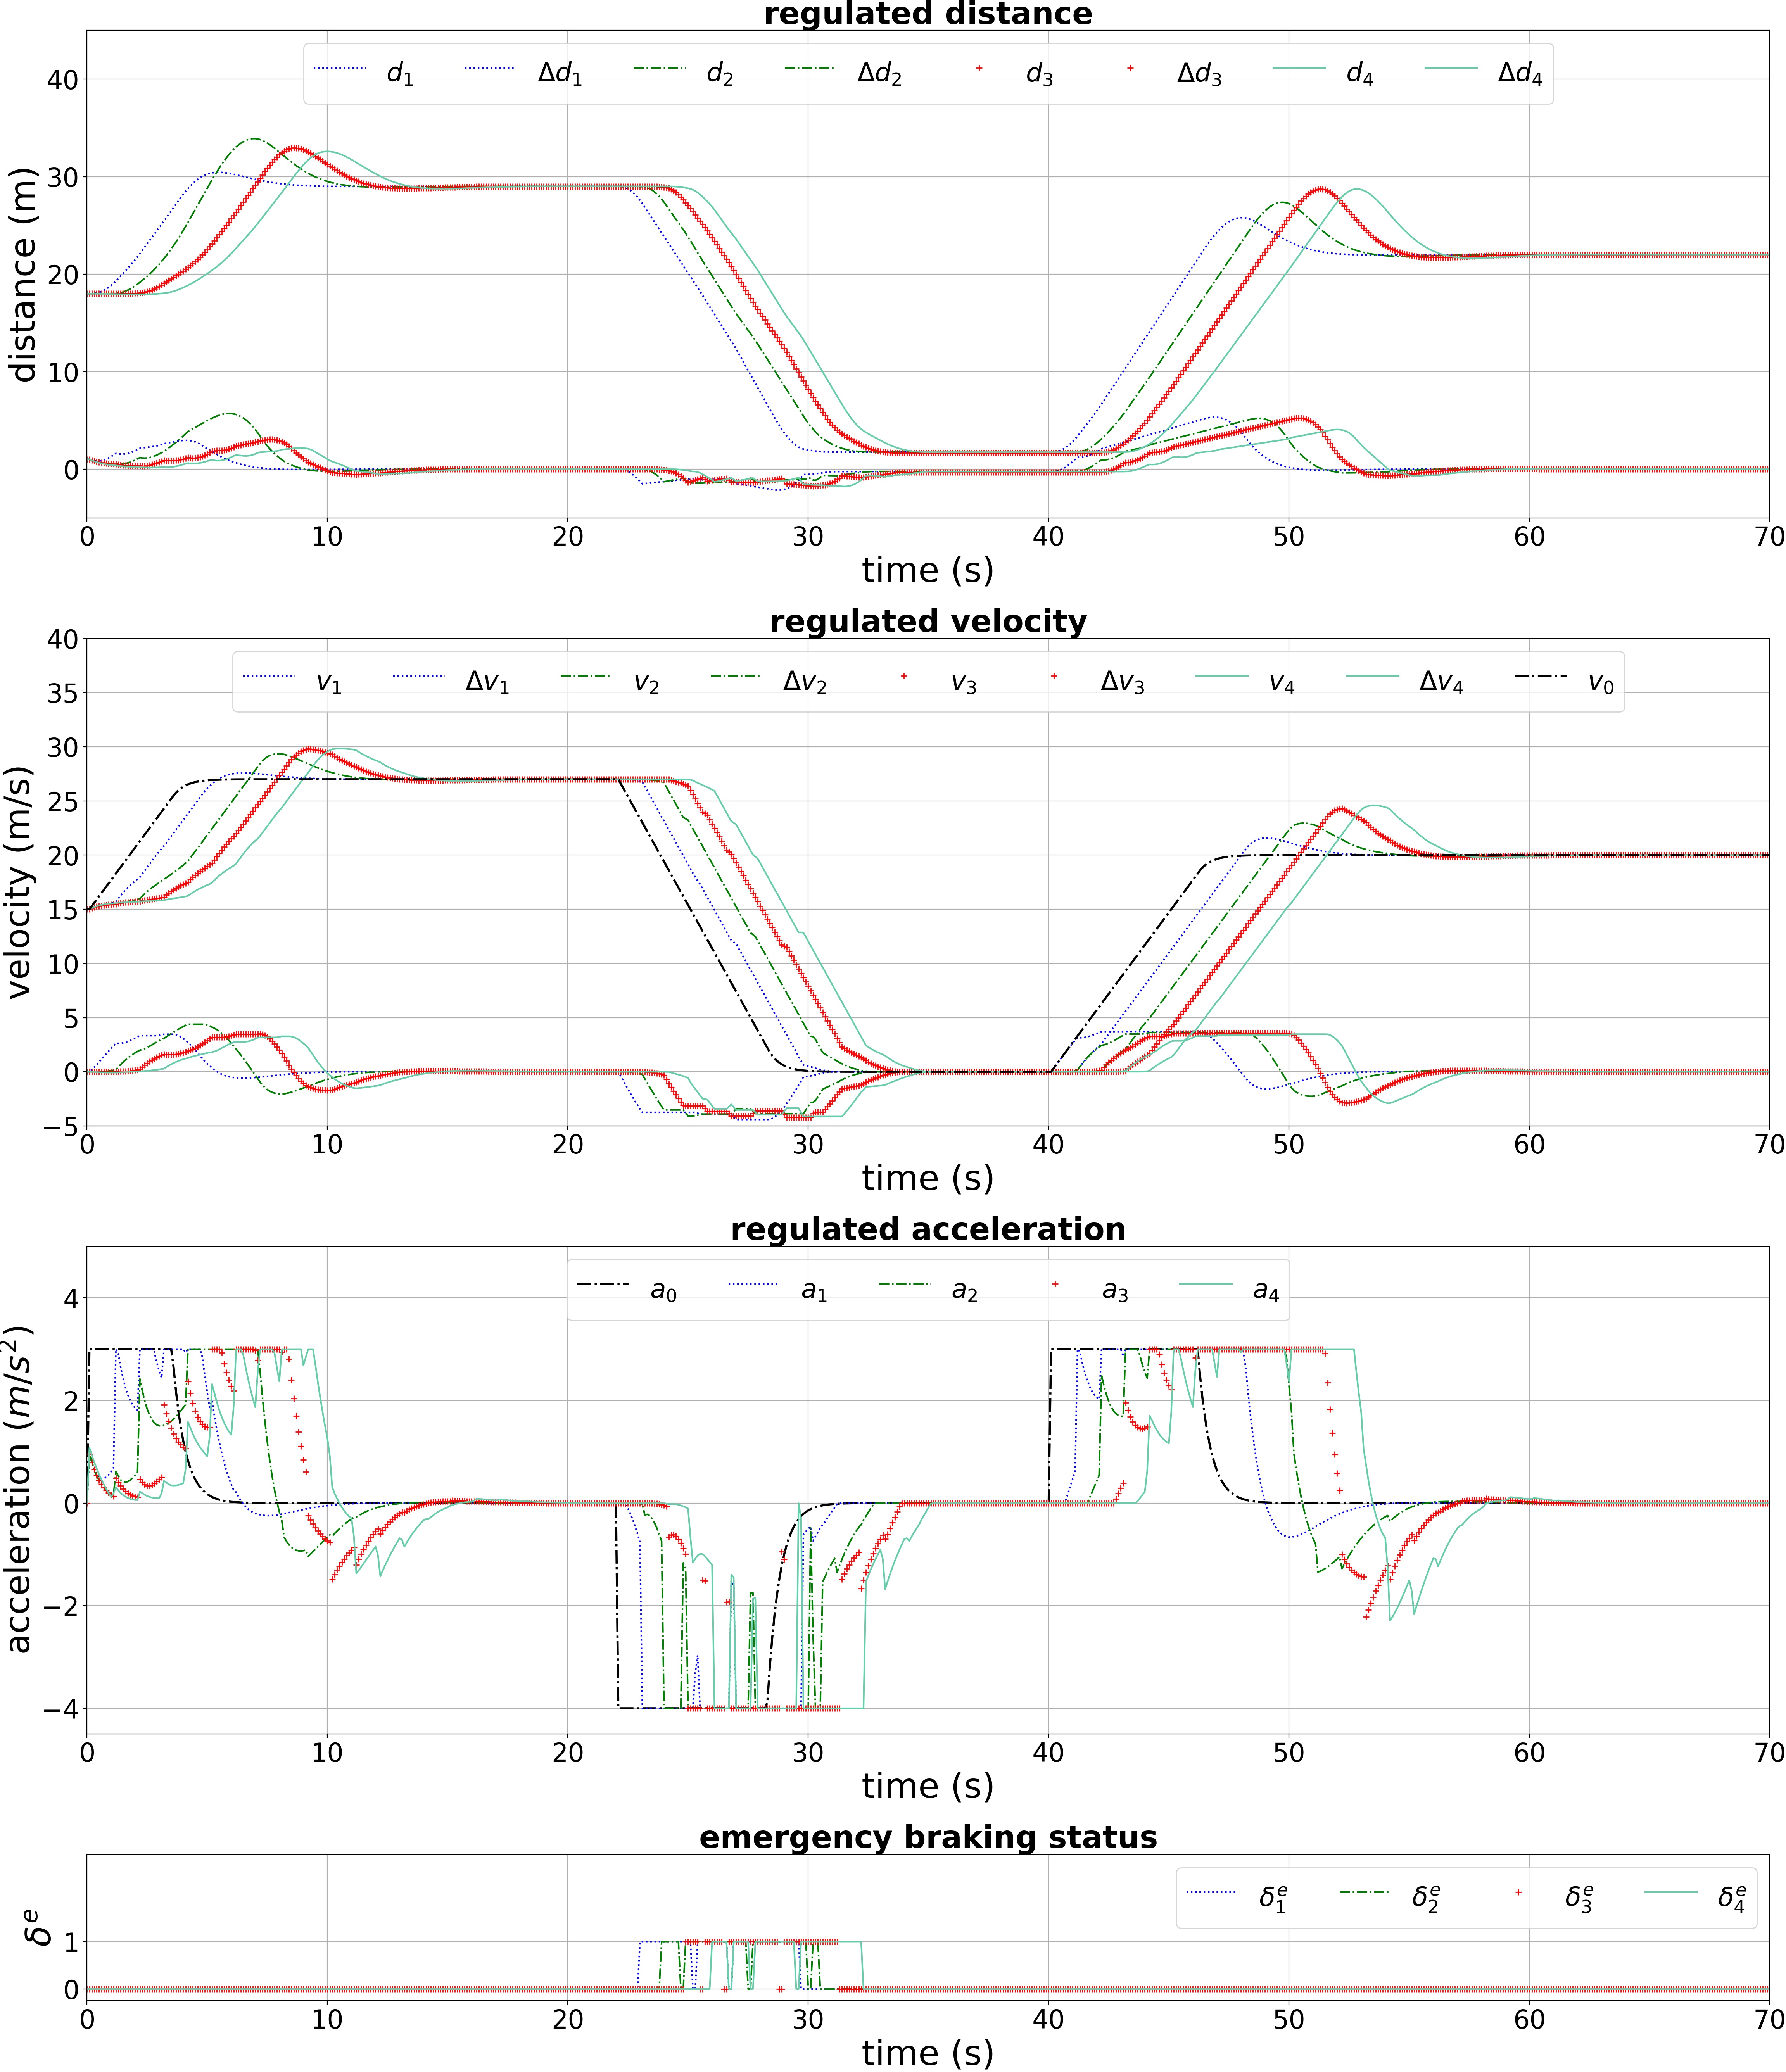 regulated distance
d₁ Δd₁ d₂ Δd₂ d₃ Δd₃ d₄ Δd₄
40
30
20
10
0
distance (m)
0 10 20 30 40 50 60 70
time (s)
regulated velocity
v₁ Δv₁ v₂ Δv₂ v₃ Δv₃ v₄ Δv₄ v₀
40
35
30
25
20
15
10
5
0
−5
velocity (m/s)
0 10 20 30 40 50 60 70
time (s)
regulated acceleration
a₀ a₁ a₂ a₃ a₄
4
2
0
−2
−4
acceleration (m/s²)
0 10 20 30 40 50 60 70
time (s)
emergency braking status
δ₁ᵉ δ₂ᵉ δ₃ᵉ δ₄ᵉ
1
0
δᵉ
0 10 20 30 40 50 60 70
time (s)